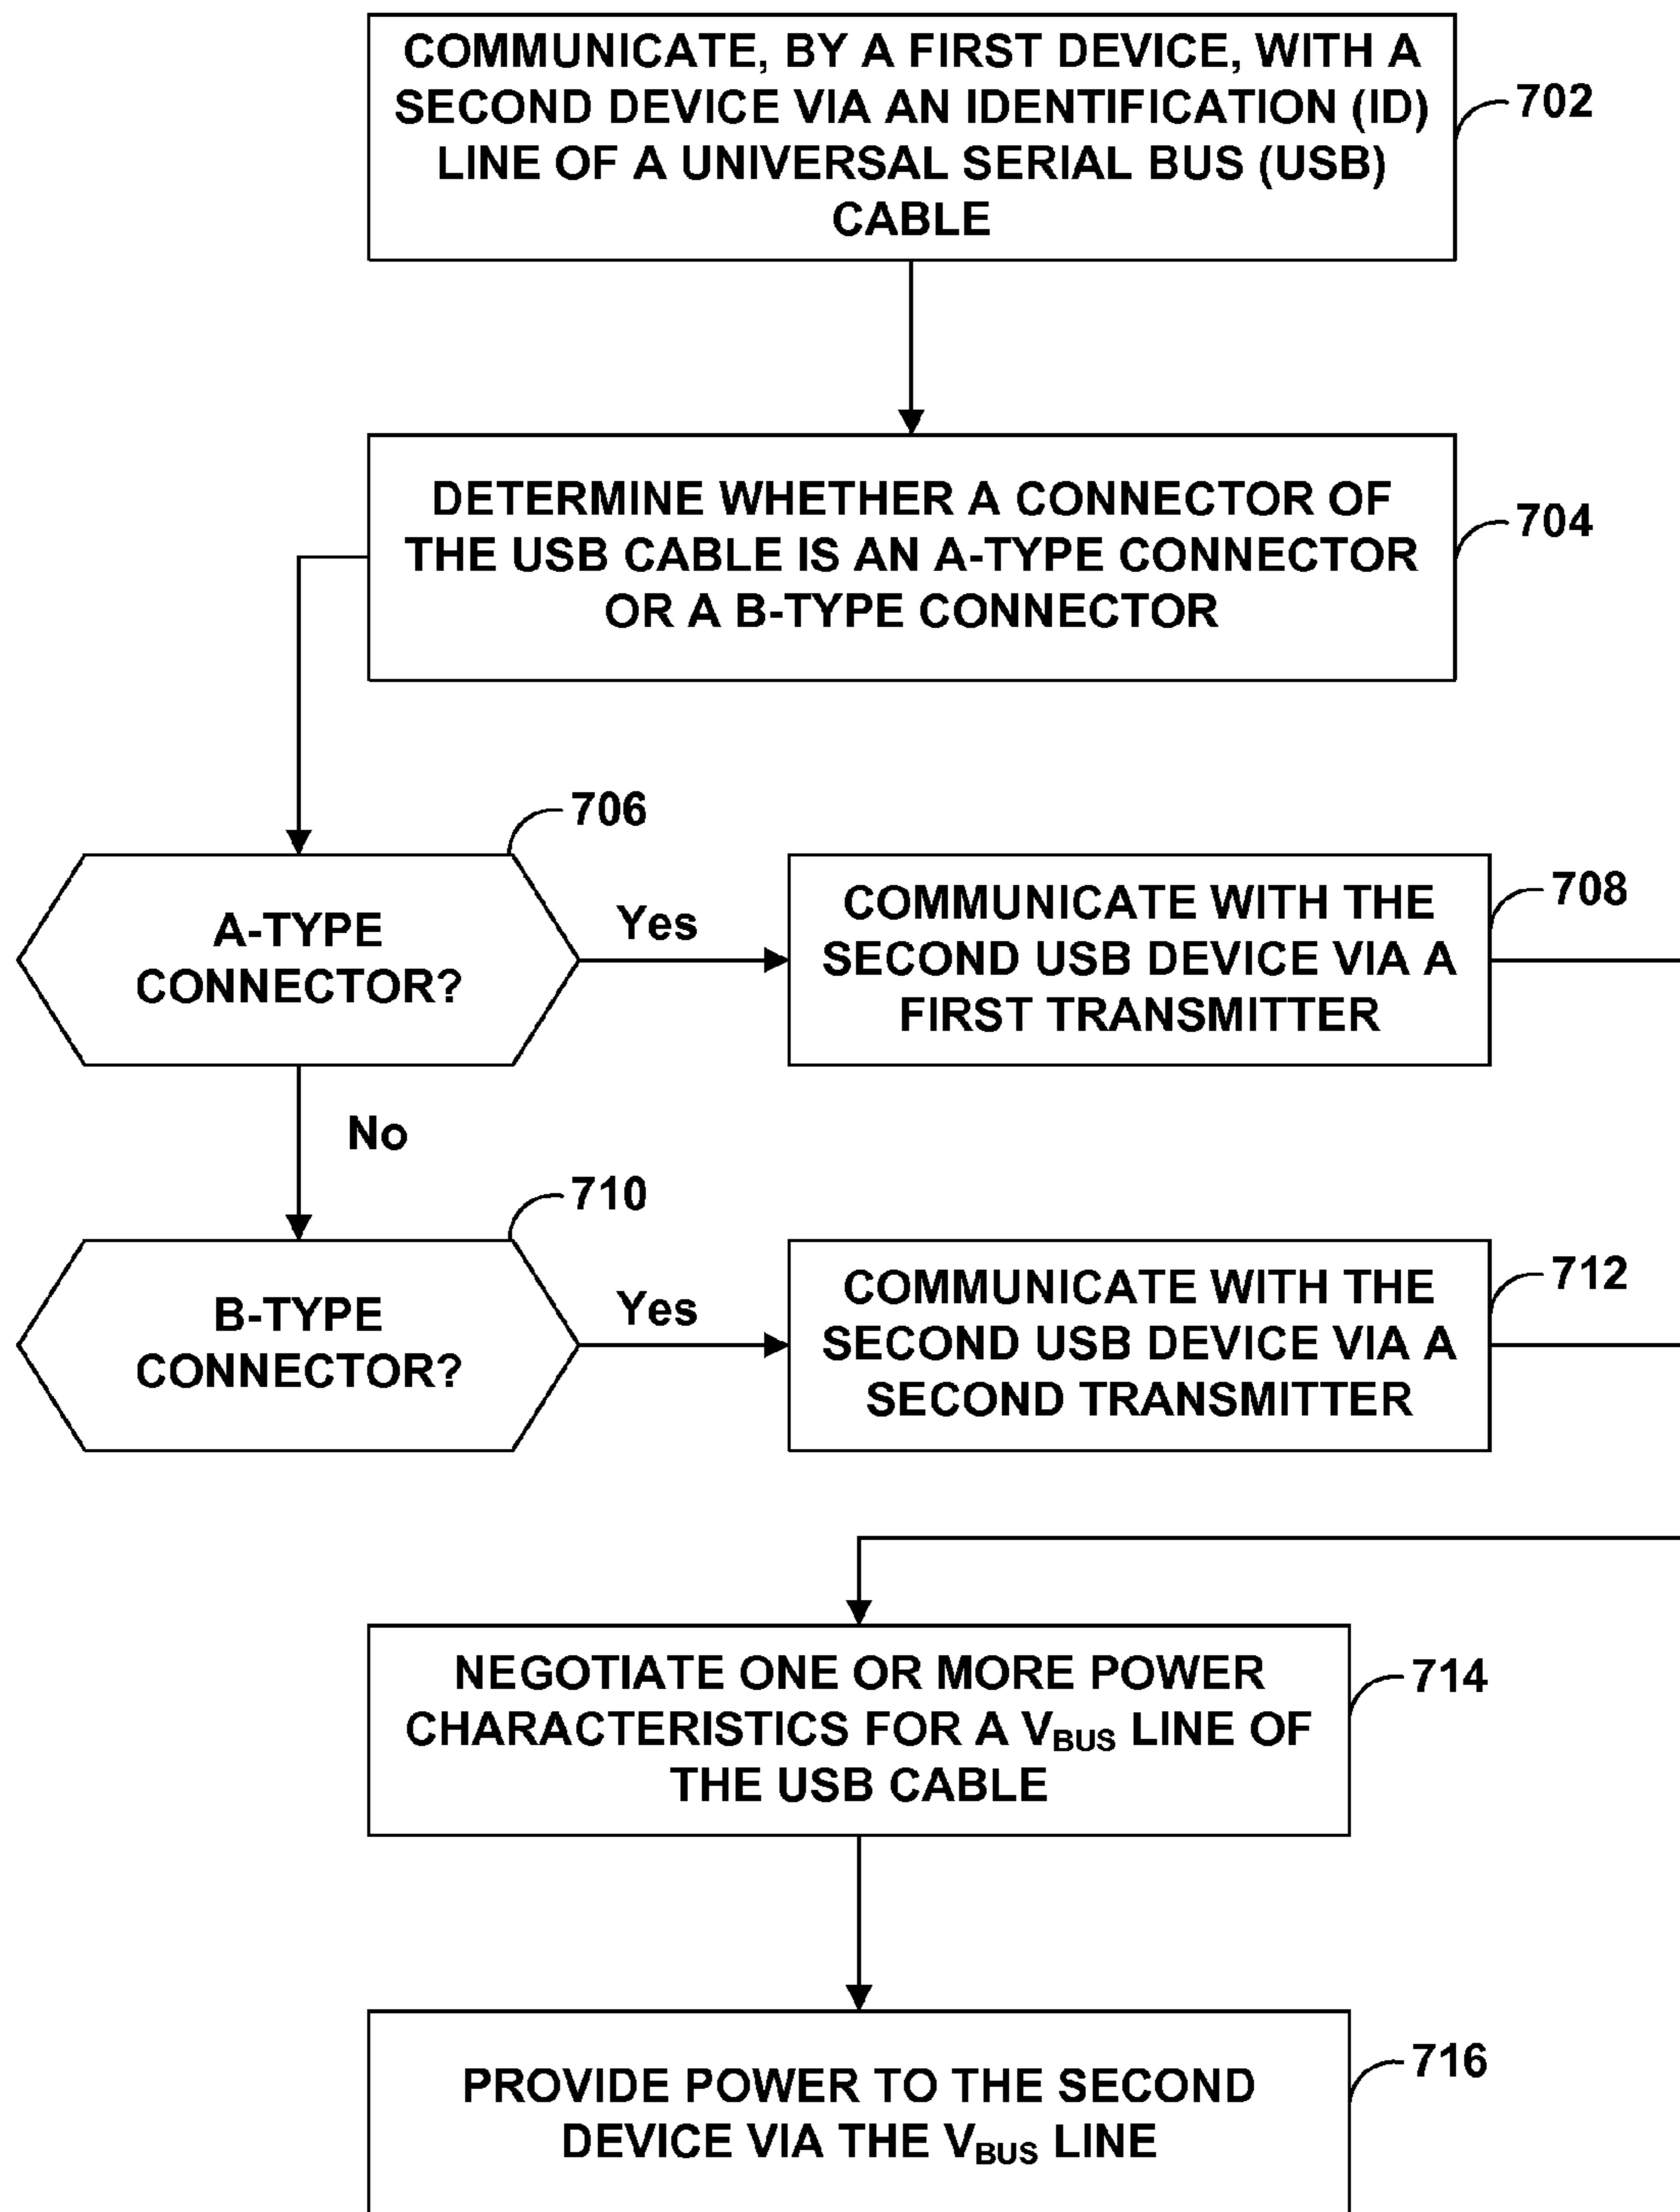 COMMUNICATE, BY A FIRST DEVICE, WITH A
SECOND DEVICE VIA AN IDENTIFICATION (ID)
LINE OF A UNIVERSAL SERIAL BUS (USB)
CABLE
702
DETERMINE WHETHER A CONNECTOR OF
THE USB CABLE IS AN A-TYPE CONNECTOR
OR A B-TYPE CONNECTOR
704
706
A-TYPE
CONNECTOR?
Yes
COMMUNICATE WITH THE
SECOND USB DEVICE VIA A
FIRST TRANSMITTER
708
No
710
B-TYPE
CONNECTOR?
Yes
COMMUNICATE WITH THE
SECOND USB DEVICE VIA A
SECOND TRANSMITTER
712
NEGOTIATE ONE OR MORE POWER
CHARACTERISTICS FOR A VBUS LINE OF
THE USB CABLE
714
PROVIDE POWER TO THE SECOND
DEVICE VIA THE VBUS LINE
716